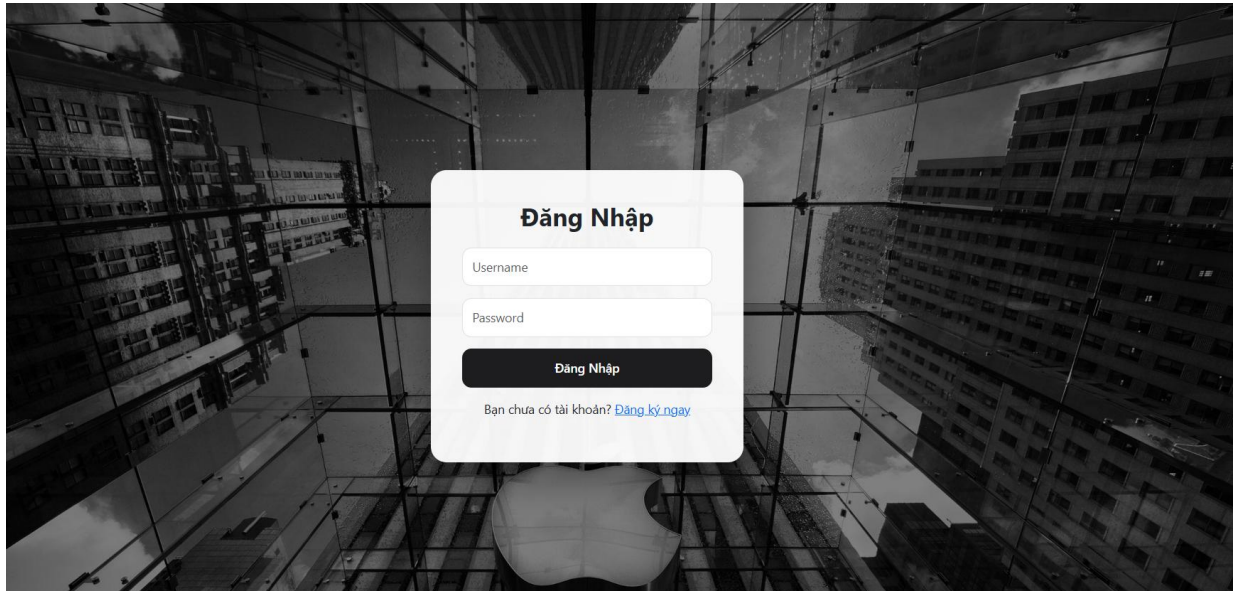 Đăng Nhập
Username
Password
Đăng Nhập
Bạn chưa có tài khoản? Đăng ký ngay